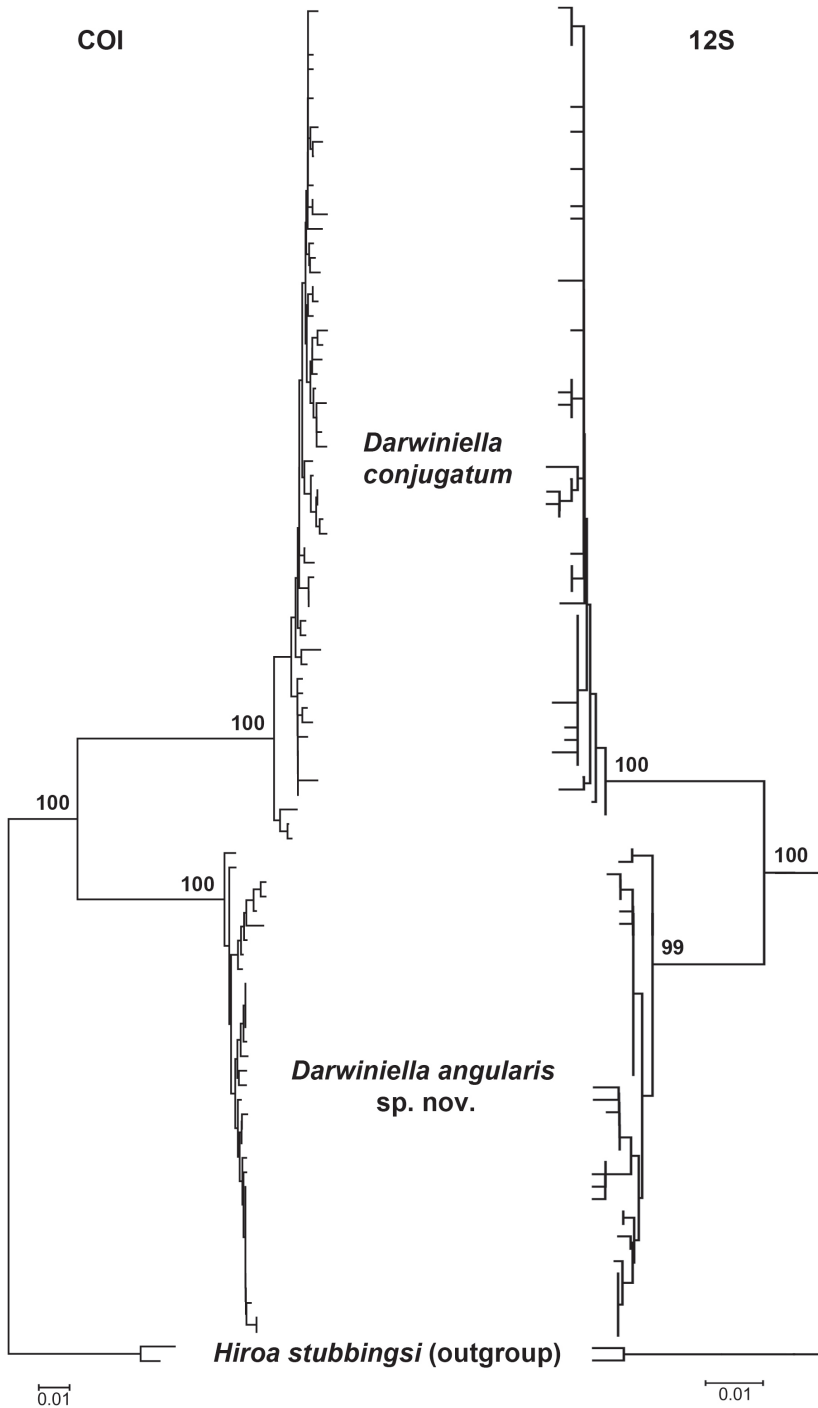 COI
12S
Darwiniella
conjugatum
100
100
100
100
100
99
Darwiniella angularis
sp. nov.
Hiroa stubbingsi (outgroup)
0.01
0.01